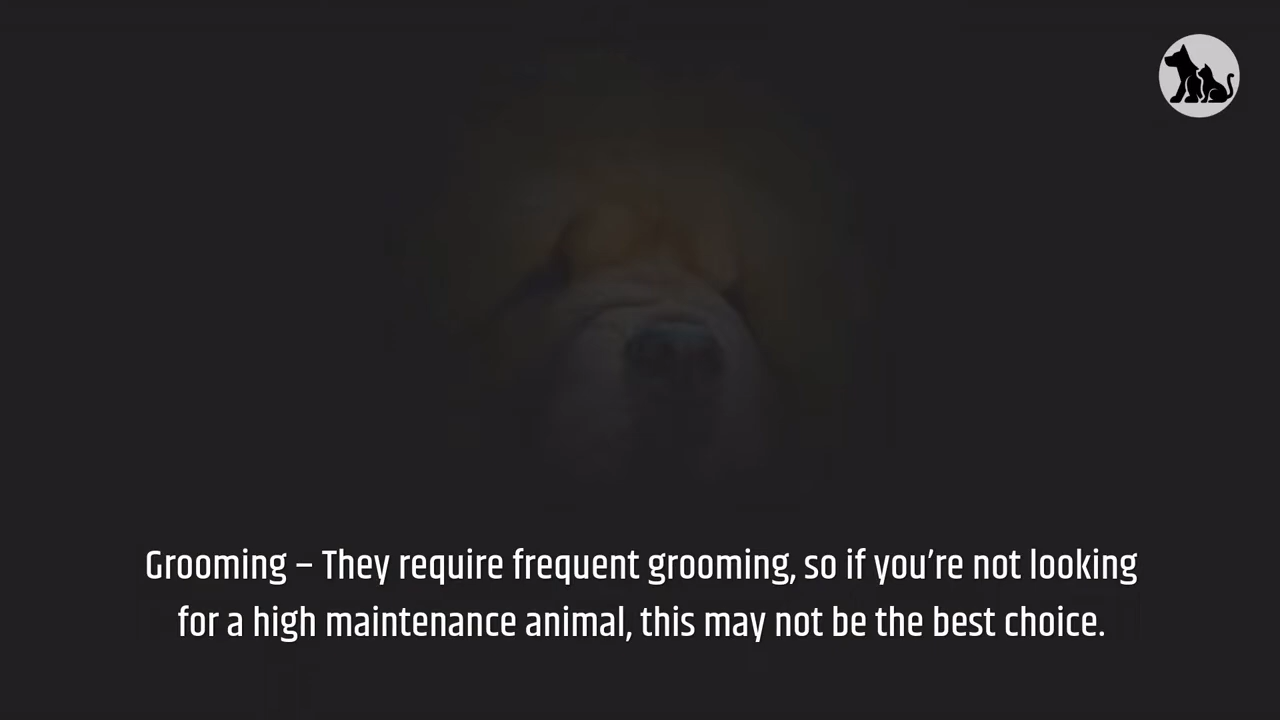 Grooming – They require frequent grooming, so if you’re not looking
for a high maintenance animal, this may not be the best choice.